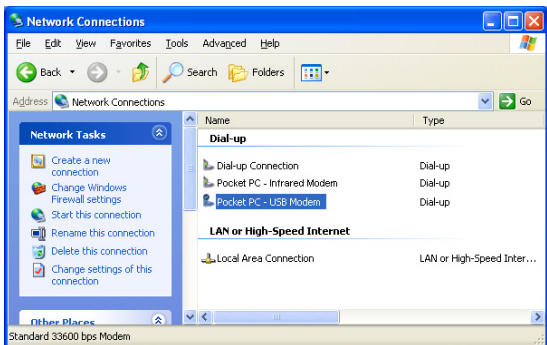 Network Connections
File Edit View Favorites Tools Advanced Help
Back Search Folders
Address Network Connections Go
Name Type
Network Tasks
Create a new
connection
Change Windows
Firewall settings
Start this connection
Rename this connection
Delete this connection
Change settings of this
connection
Other Places
Dial-up
Dial-up Connection Dial-up
Pocket PC - Infrared Modem Dial-up
Pocket PC - USB Modem Dial-up
LAN or High-Speed Internet
Local Area Connection LAN or High-Speed Inter...
Standard 33600 bps Modem